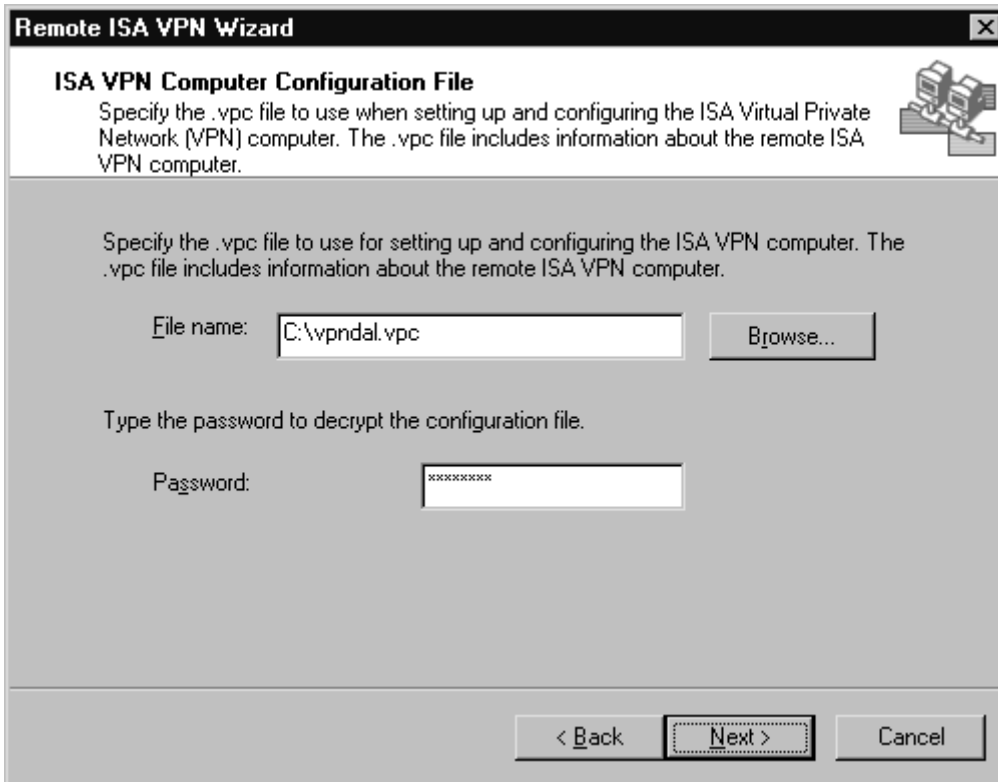 Remote ISA VPN Wizard
ISA VPN Computer Configuration File
Specify the .vpc file to use when setting up and configuring the ISA Virtual Private
Network (VPN) computer. The .vpc file includes information about the remote ISA
VPN computer.
Specify the .vpc file to use for setting up and configuring the ISA VPN computer. The
.vpc file includes information about the remote ISA VPN computer.
File name: C:\vpndal.vpc Browse...
Type the password to decrypt the configuration file.
Password: ********
< Back Next > Cancel